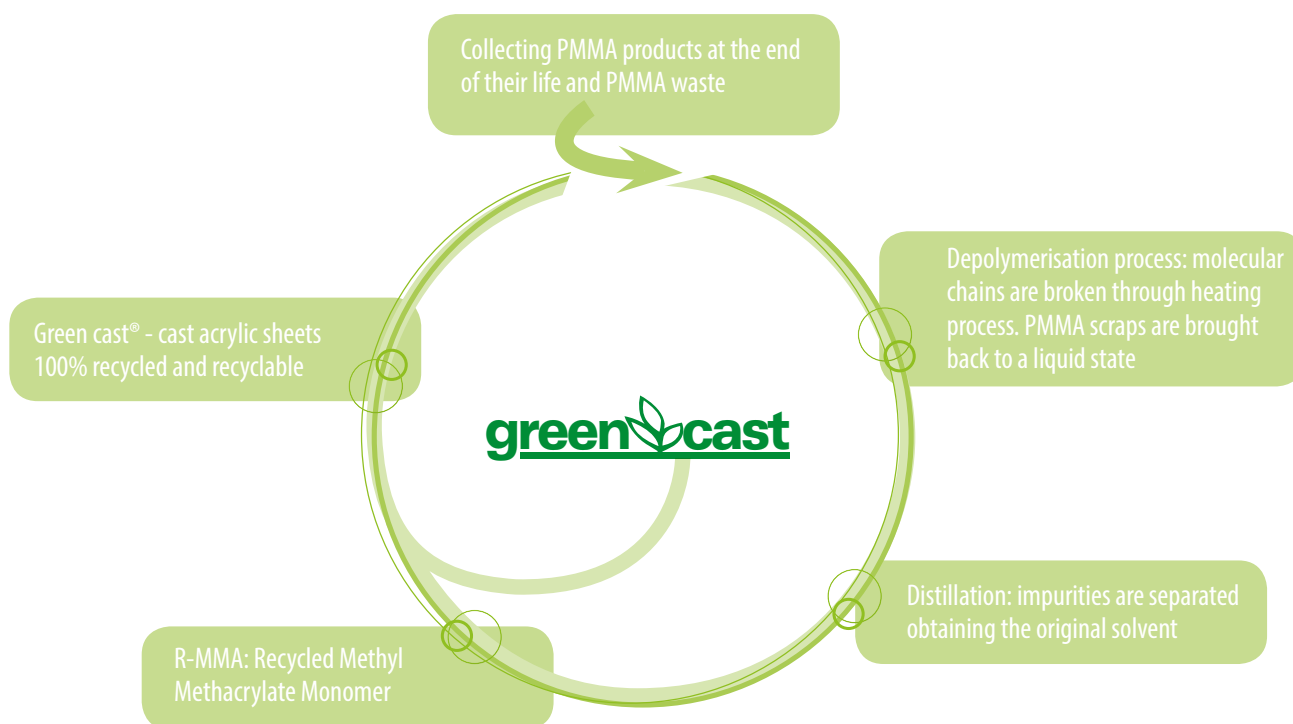 Collecting PMMA products at the end
of their life and PMMA waste
Depolymerisation process: molecular
chains are broken through heating
process. PMMA scraps are brought
back to a liquid state
Distillation: impurities are separated
obtaining the original solvent
R-MMA: Recycled Methyl
Methacrylate Monomer
Green cast® - cast acrylic sheets
100% recycled and recyclable
green cast